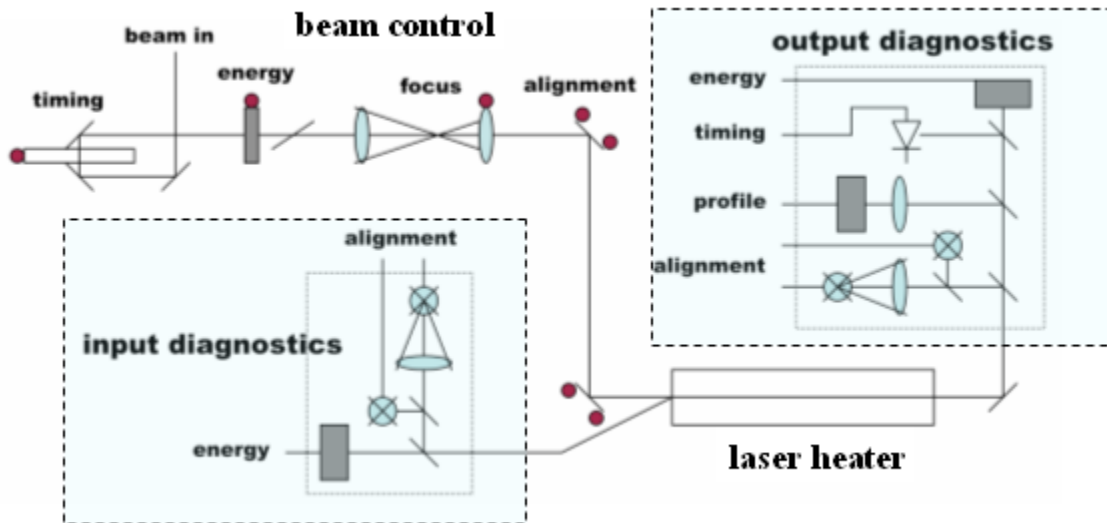 beam control
beam in
energy
timing
focus
alignment
output diagnostics
energy
timing
profile
alignment
alignment
input diagnostics
energy
laser heater